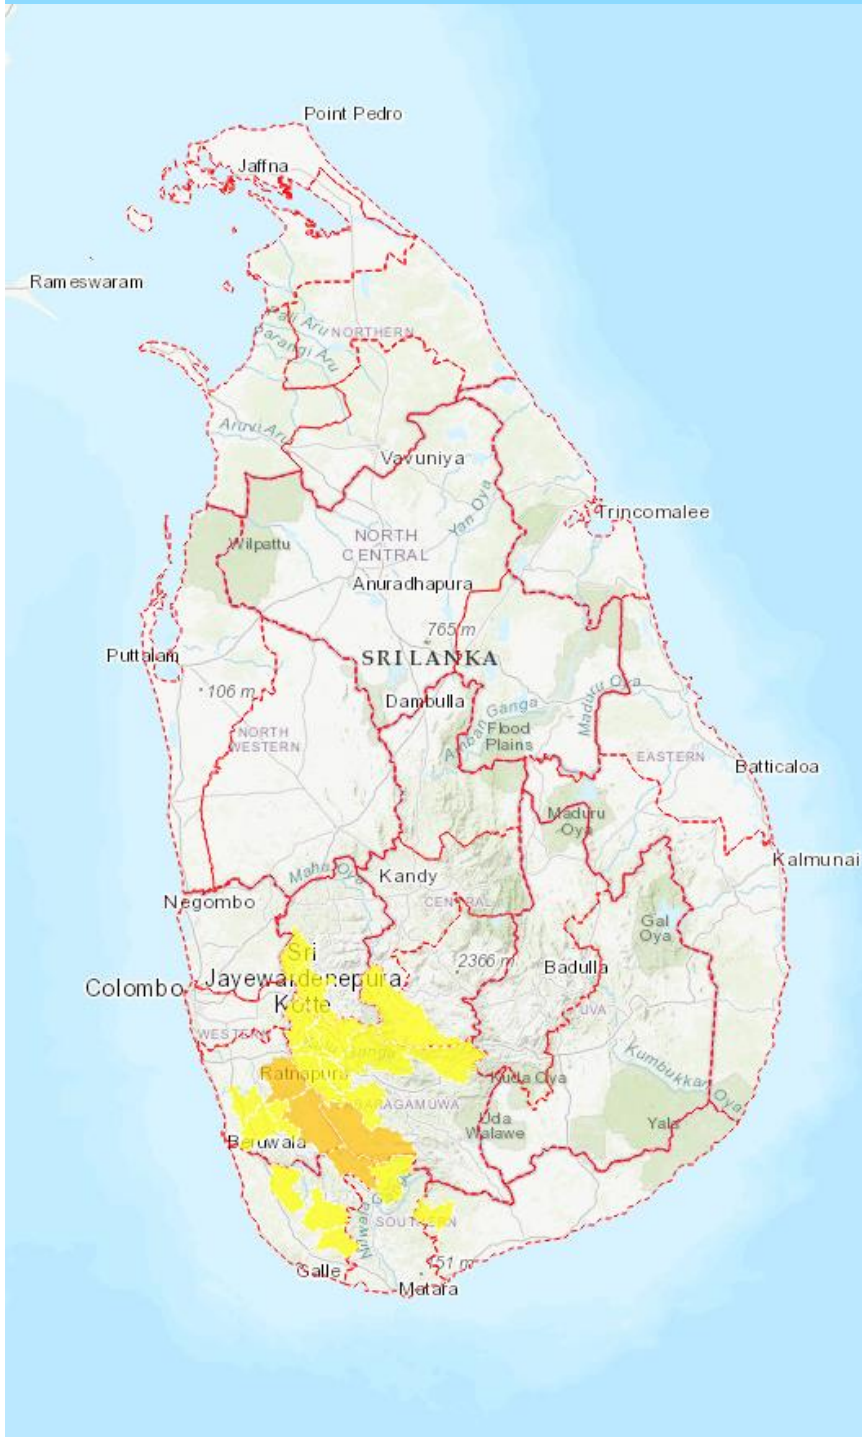 Point Pedro
Jaffna
Rameswaram
Pali Aru
NORTHERN
Parangi Aru
Aruvi Aru
Vavuniya
Yan Oya
Trincomalee
Wilpattu
NORTH
CENTRAL
Anuradhapura
765 m
Puttalam
SRI LANKA
106 m
Dambulla
Maduru Oya
Amban Ganga
Flood
Plains
NORTH
WESTERN
EASTERN
Batticaloa
Maduru
Oya
Kalmunai
Maha Oya
Kandy
Negombo
CENTRAL
Gal
Oya
Sri
Jayewardenepura
Kotte
2366 m
Badulla
Colombo
UVA
WESTERN
Ganga
Kumbukkan Oya
Ratnapura
Kuda Oya
SABARAGAMUWA
Uda
Walawe
Yala
Beruwala
Nilwala
SOUTHERN
51 m
Galle
Matara